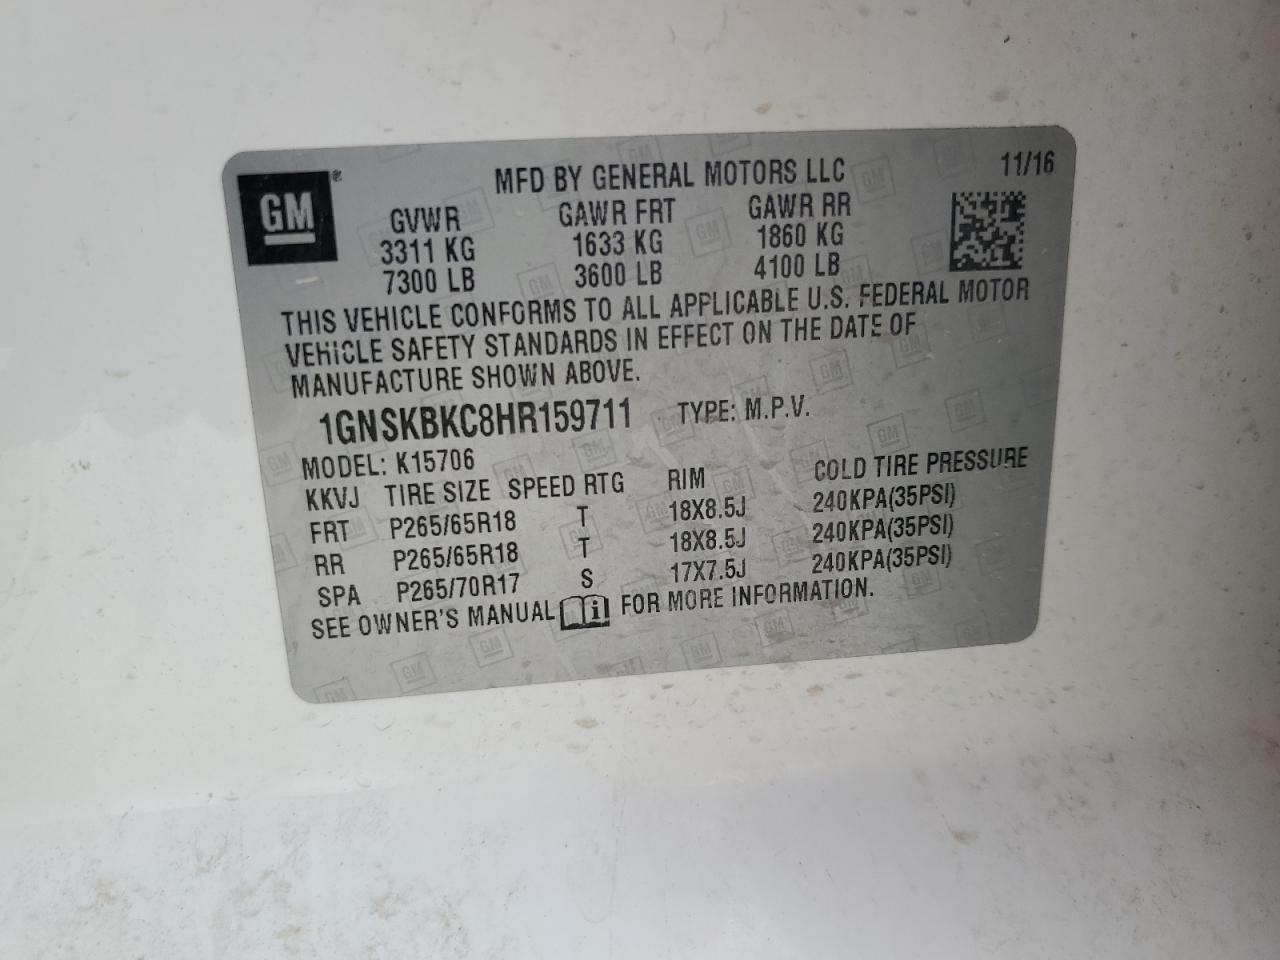 GM®
MFD BY GENERAL MOTORS LLC 11/16
GVWR GAWR FRT GAWR RR
3311 KG 1633 KG 1860 KG
7300 LB 3600 LB 4100 LB
THIS VEHICLE CONFORMS TO ALL APPLICABLE U.S. FEDERAL MOTOR
VEHICLE SAFETY STANDARDS IN EFFECT ON THE DATE OF
MANUFACTURE SHOWN ABOVE.
1GNSKBKC8HR159711 TYPE: M.P.V.
MODEL: K15706
KKVJ TIRE SIZE SPEED RTG RIM COLD TIRE PRESSURE
FRT P265/65R18 T 18X8.5J 240KPA(35PSI)
RR P265/65R18 T 18X8.5J 240KPA(35PSI)
SPA P265/70R17 S 17X7.5J 240KPA(35PSI)
SEE OWNER'S MANUAL i FOR MORE INFORMATION.